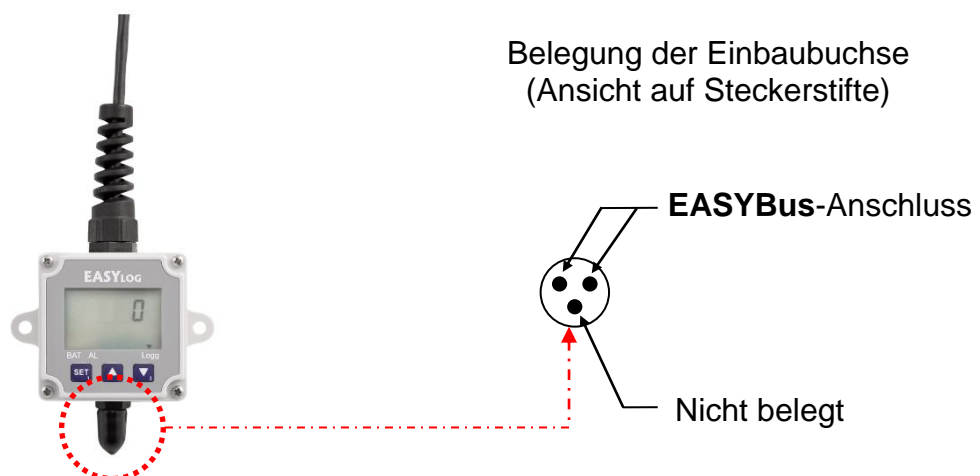 Belegung der Einbaubuchse
(Ansicht auf Steckerstifte)
EASYBus-Anschluss
EASYLOG
0
BAT AL Logg
SET
Nicht belegt